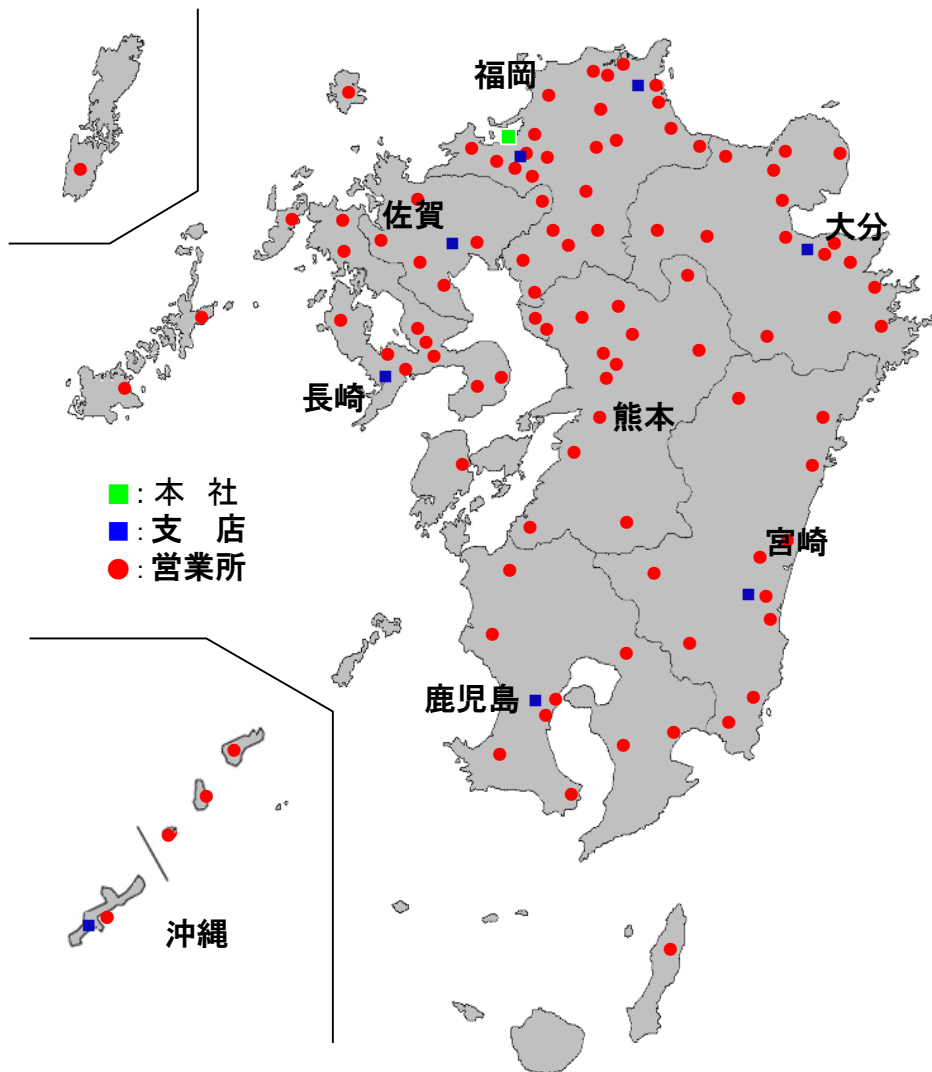 福岡
佐賀
大分
長崎
熊本
■：本　社
■：支　店
●：営業所
宮崎
鹿児島
沖縄